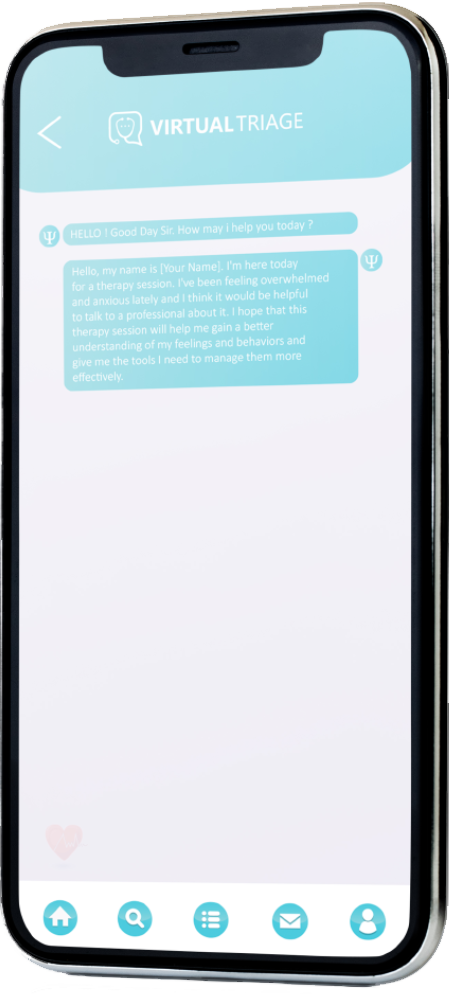 VIRTUAL TRIAGE
Ψ HELLO ! Good Day Sir. How may i help you today ?
Hello, my name is [Your Name]. I'm here today Ψ
for a therapy session. I've been feeling overwhelmed
and anxious lately and I think it would be helpful
to talk to a professional about it. I hope that this
therapy session will help me gain a better
understanding of my feelings and behaviors and
give me the tools I need to manage them more
effectively.